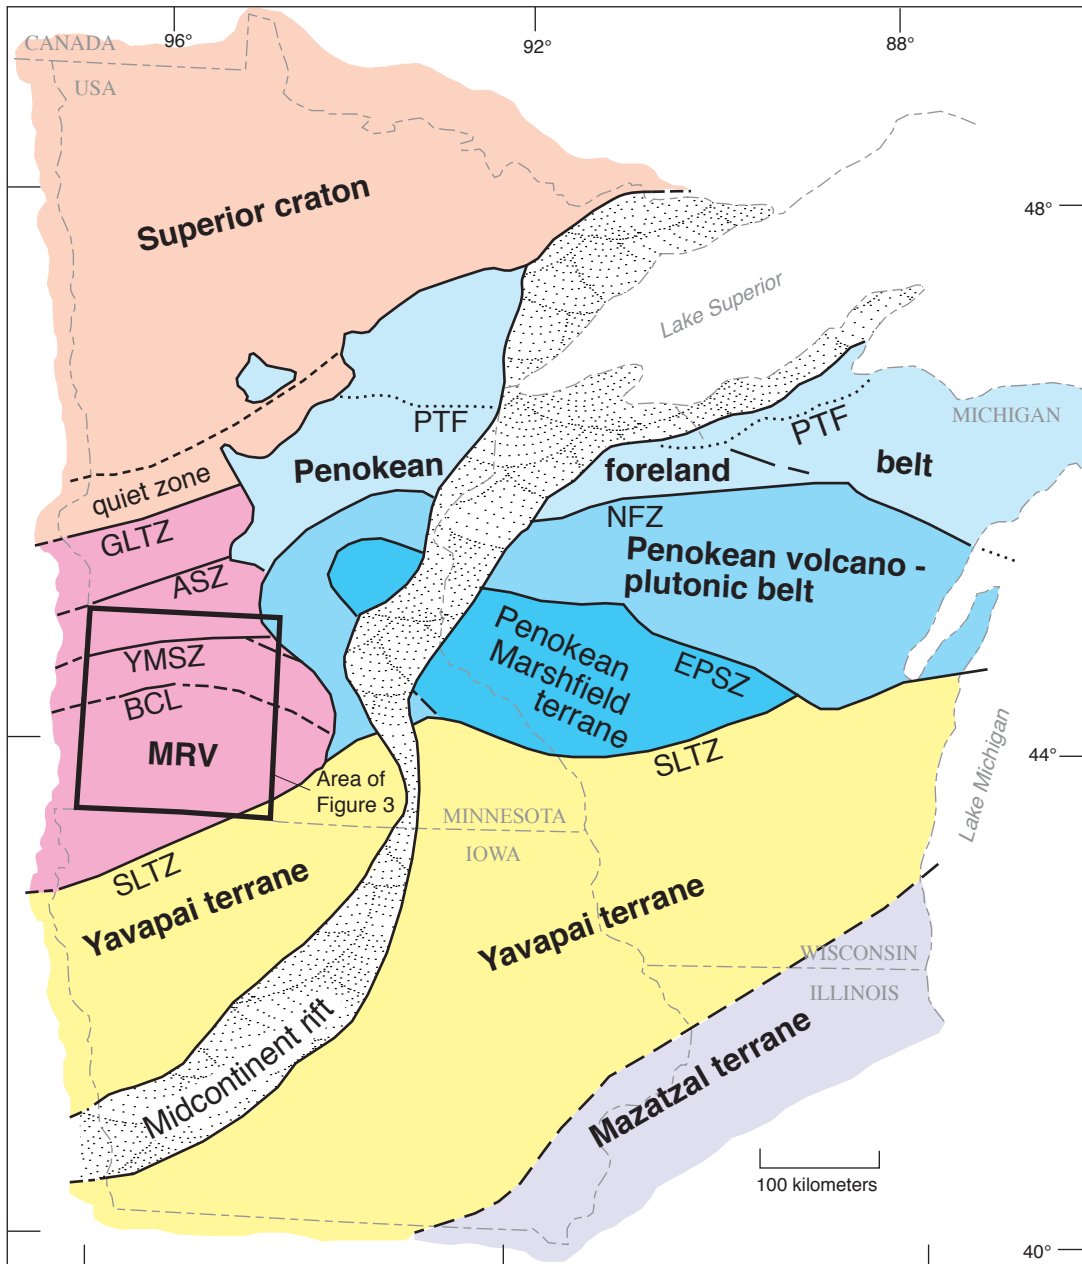 96°
92°
88°
CANADA
USA
Superior craton
48°
Lake Superior
MICHIGAN
PTF
PTF
Penokean
foreland
belt
quiet zone
GLTZ
NFZ
Penokean volcano -
plutonic belt
ASZ
Penokean
Marshfield
terrane
EPSZ
YMSZ
BCL
MRV
SLTZ
44°
Lake Michigan
Area of
Figure 3
MINNESOTA
IOWA
SLTZ
Yavapai terrane
Yavapai terrane
WISCONSIN
ILLINOIS
Midcontinent rift
Mazatzal terrane
100 kilometers
40°